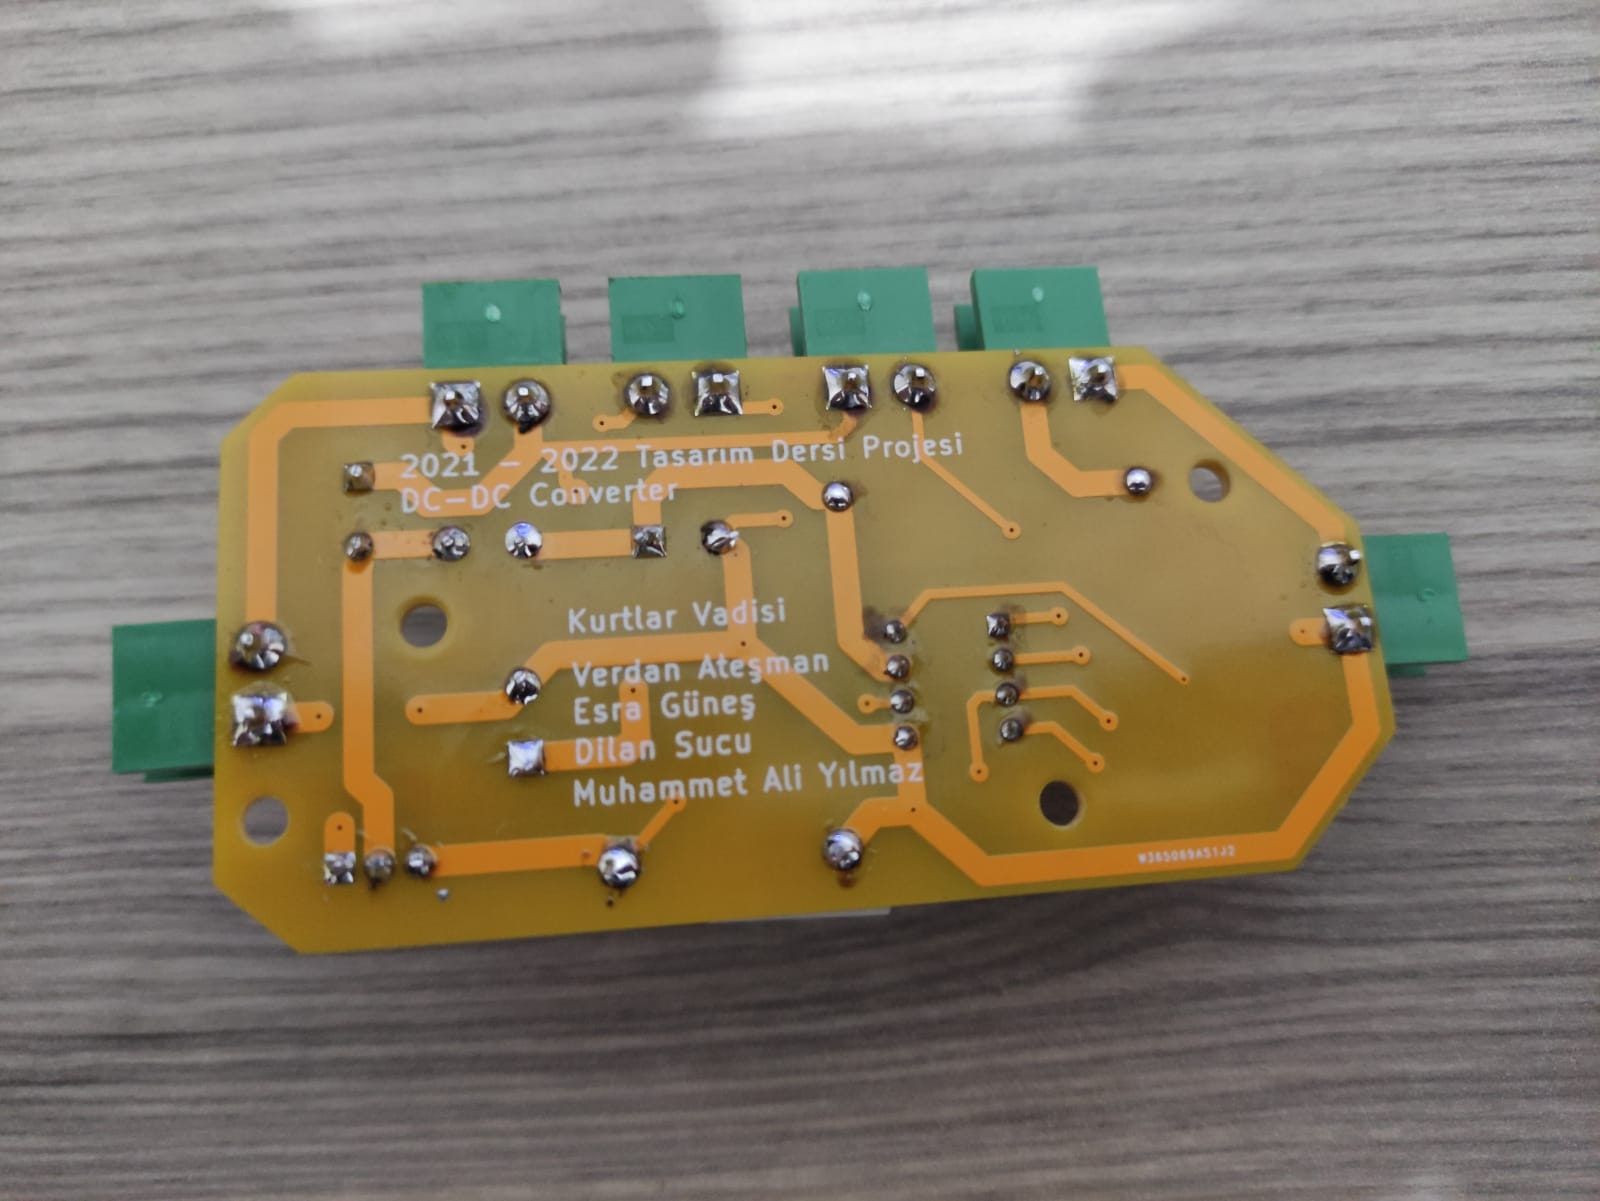 2021 – 2022 Tasarım Dersi Projesi
DC–DC Converter
Kurtlar Vadisi
Verdan Ateşman
Esra Güneş
Dilan Sucu
Muhammet Ali Yılmaz
W365089AS1J2